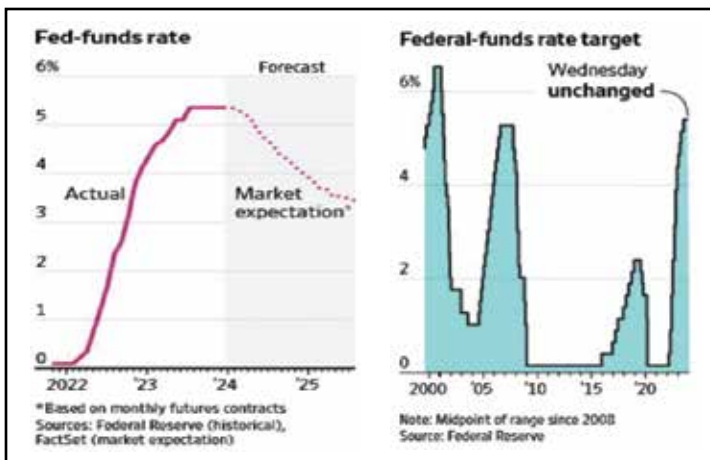 Fed-funds rate
6%
Forecast
5
4
Actual
Market
expectation*
3
2
1
0
2022 '23 '24 '25
*Based on monthly futures contracts
Sources: Federal Reserve (historical),
FactSet (market expectation)
Federal-funds rate target
Wednesday
unchanged
6%
4
2
0
2000 '05 '10 '15 '20
Note: Midpoint of range since 2008
Source: Federal Reserve